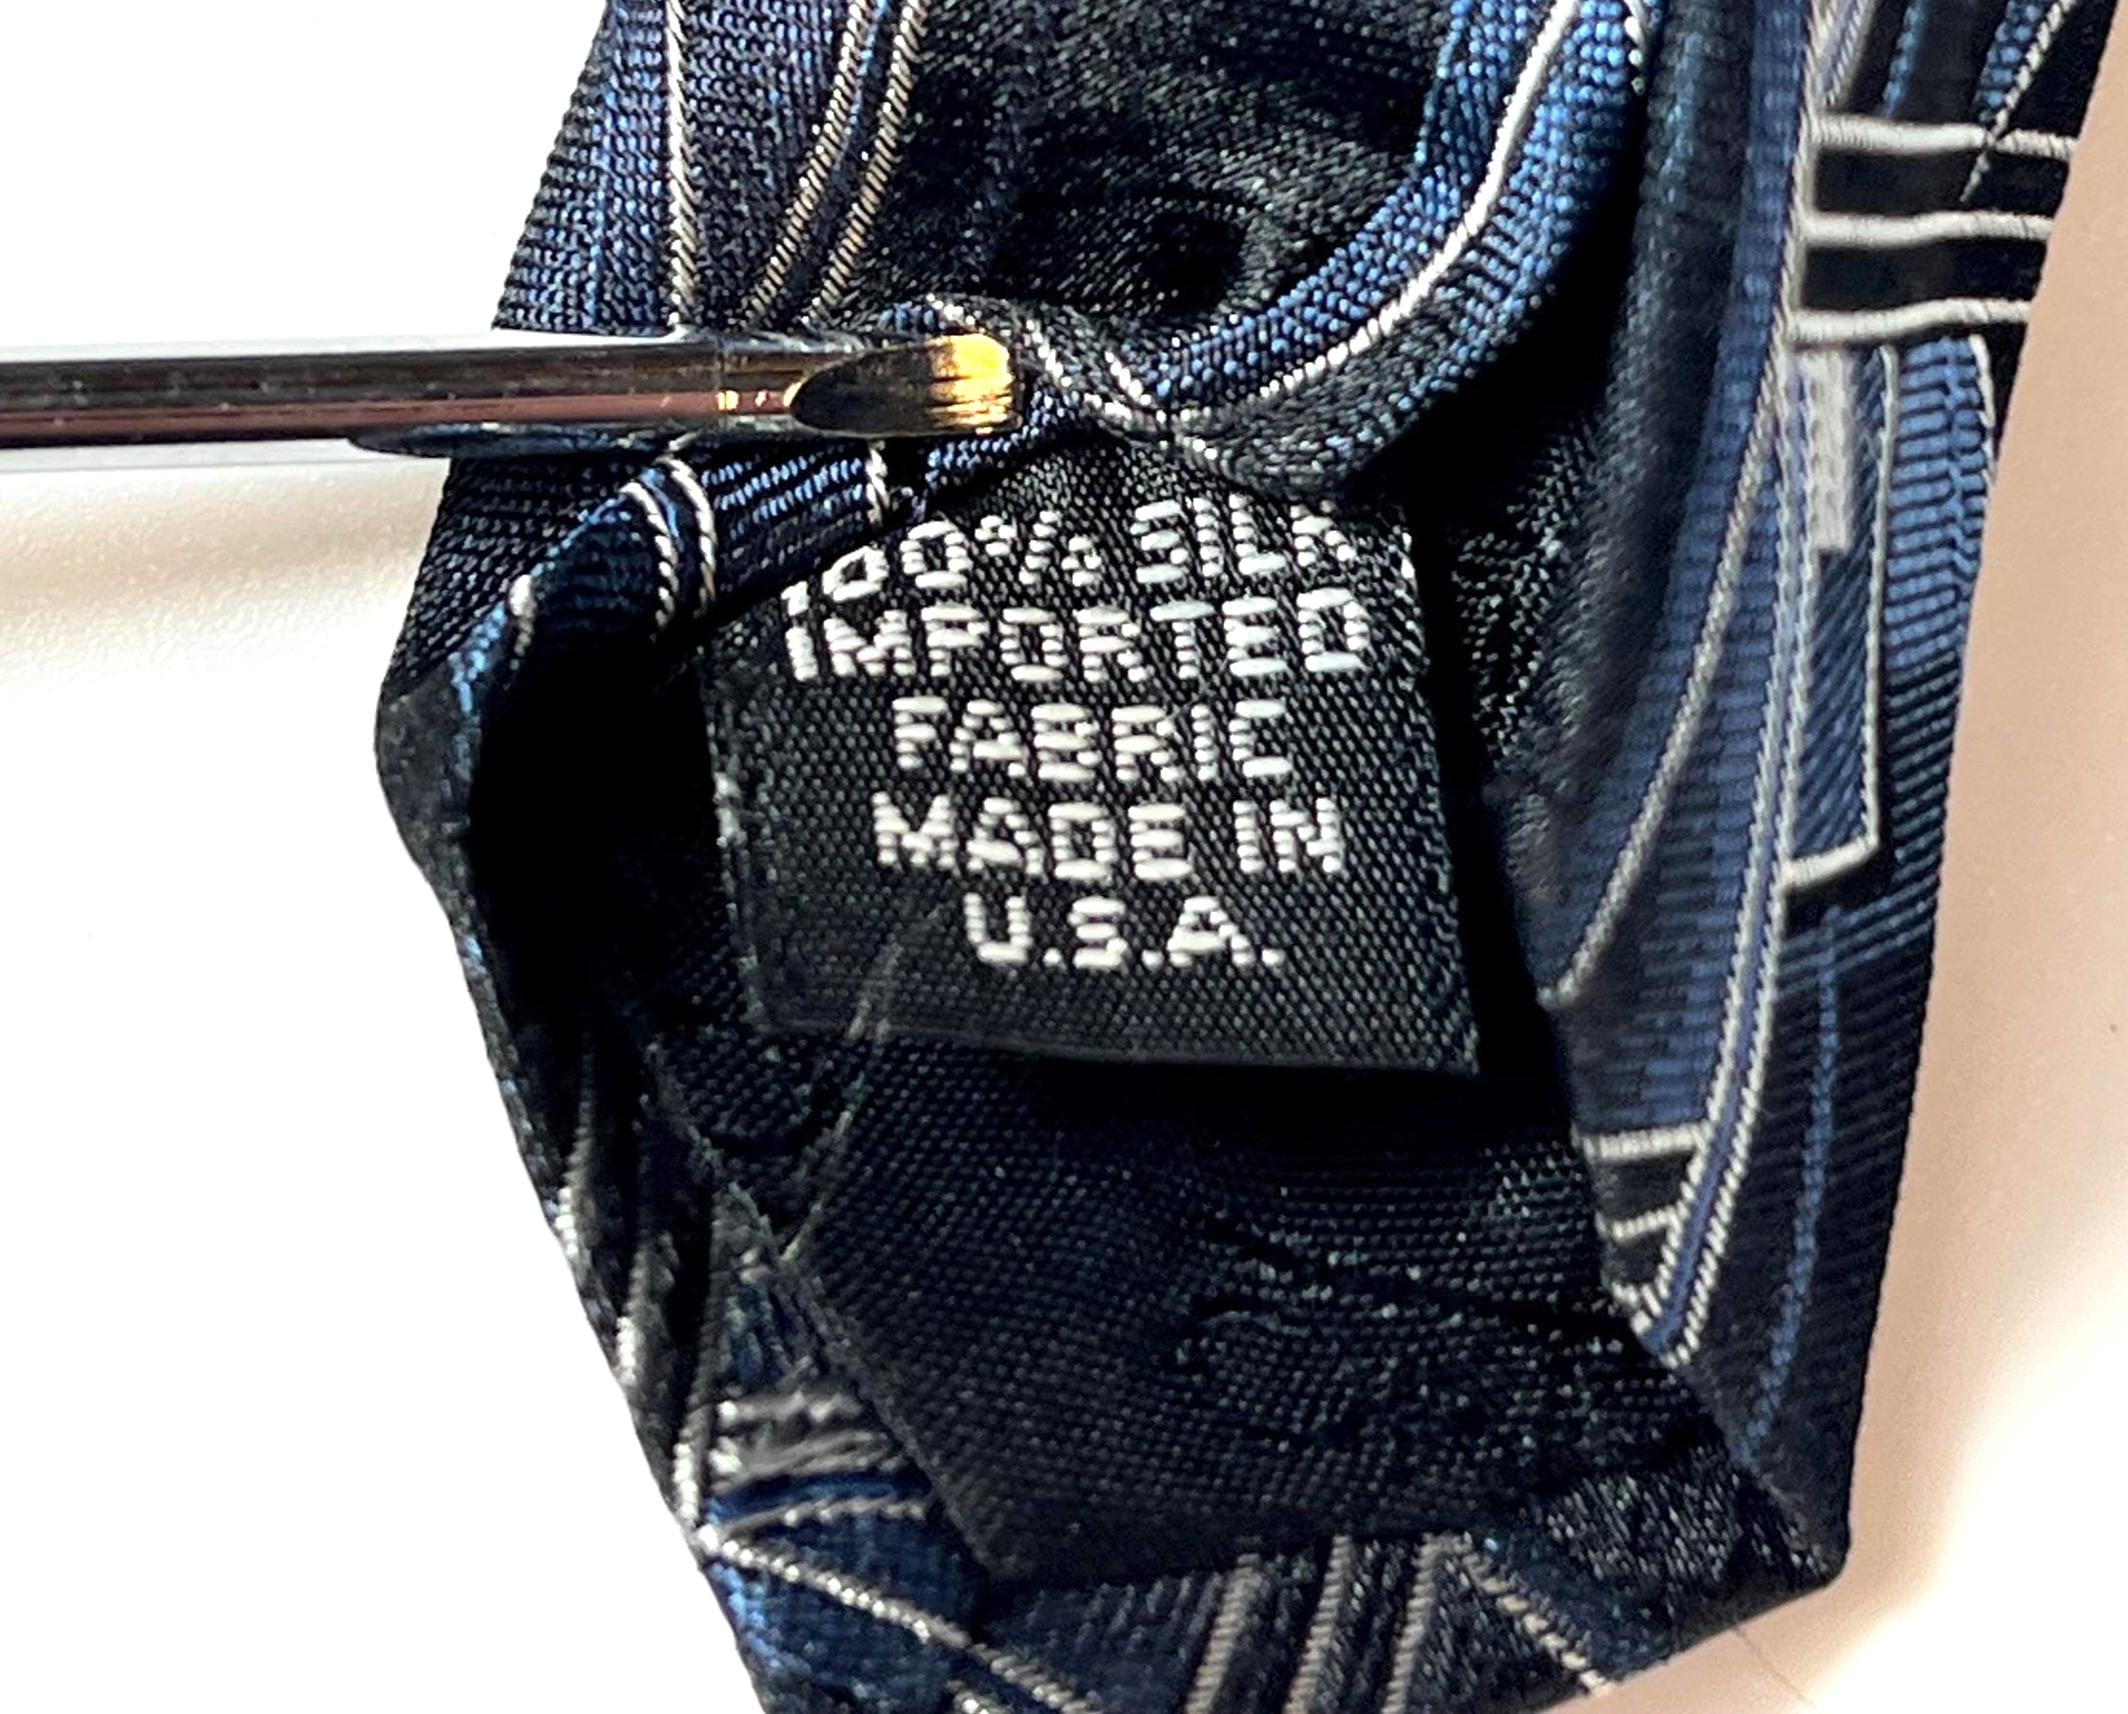 100% SILK
IMPORTED
FABRIC
MADE IN
U.S.A.